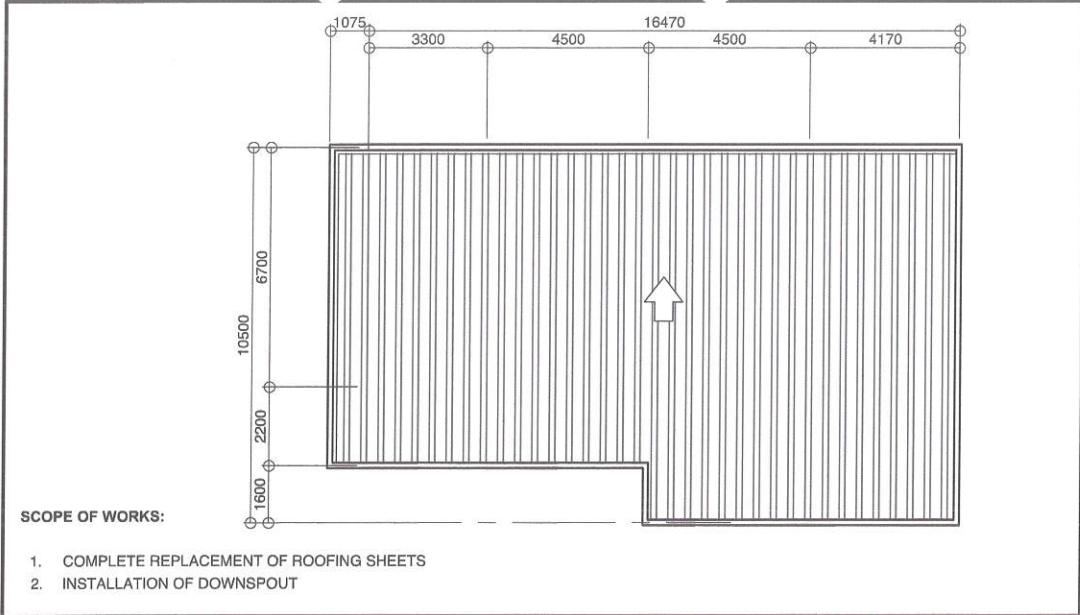 1075 16470
3300 4500 4500 4170
6700
10500
2200
1600
SCOPE OF WORKS:
1. COMPLETE REPLACEMENT OF ROOFING SHEETS
2. INSTALLATION OF DOWNSPOUT